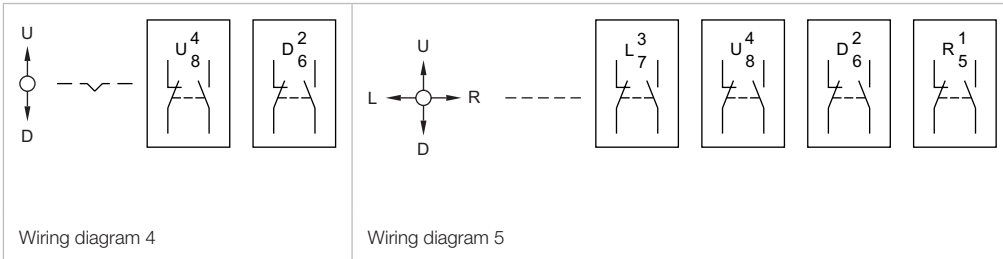 U
D
U 4 8
D 2 6
Wiring diagram 4
U
L R
D
L 3 7
U 4 8
D 2 6
R 1 5
Wiring diagram 5